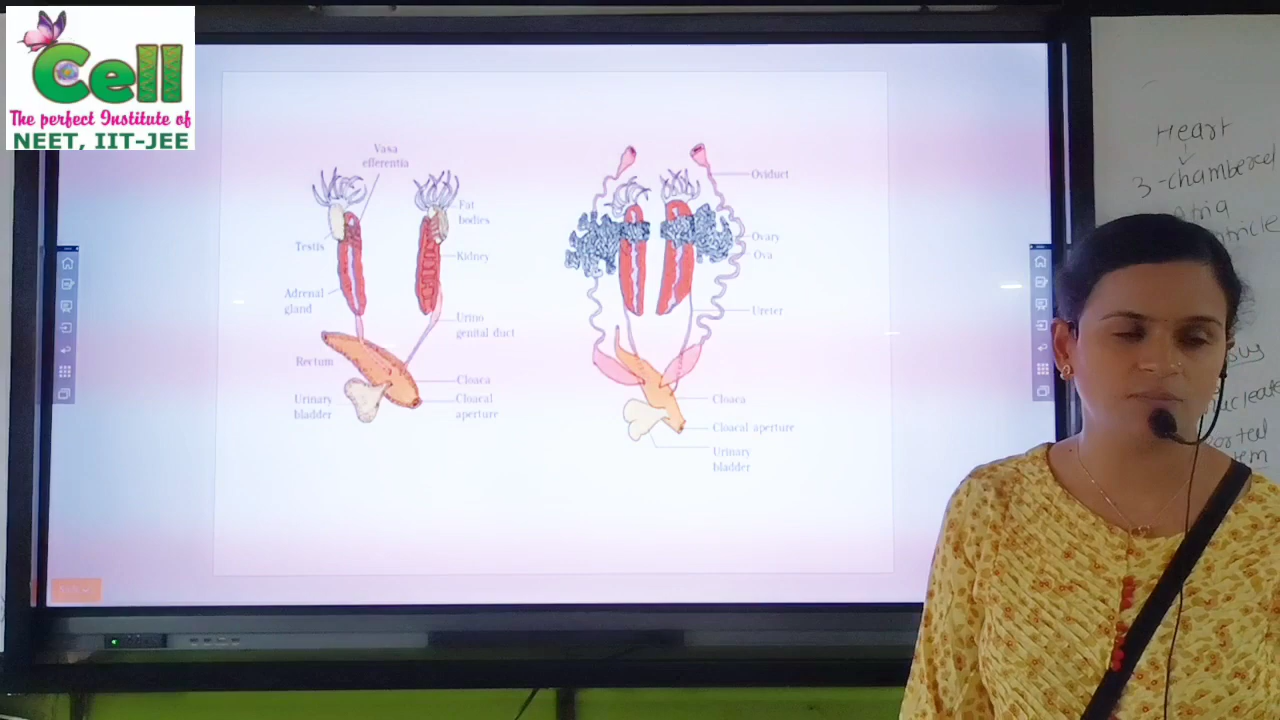 Cell
The perfect Institute of
NEET, IIT-JEE
Vasa
efferentia
Fat
bodies
Testis
Kidney
Adrenal
gland
Urino
genital duct
Rectum
Cloaca
Urinary
bladder
Cloacal
aperture
Oviduct
Ovary
Ova
Ureter
Cloaca
Cloacal aperture
Urinary
bladder
Heart
3-chambered
Atria